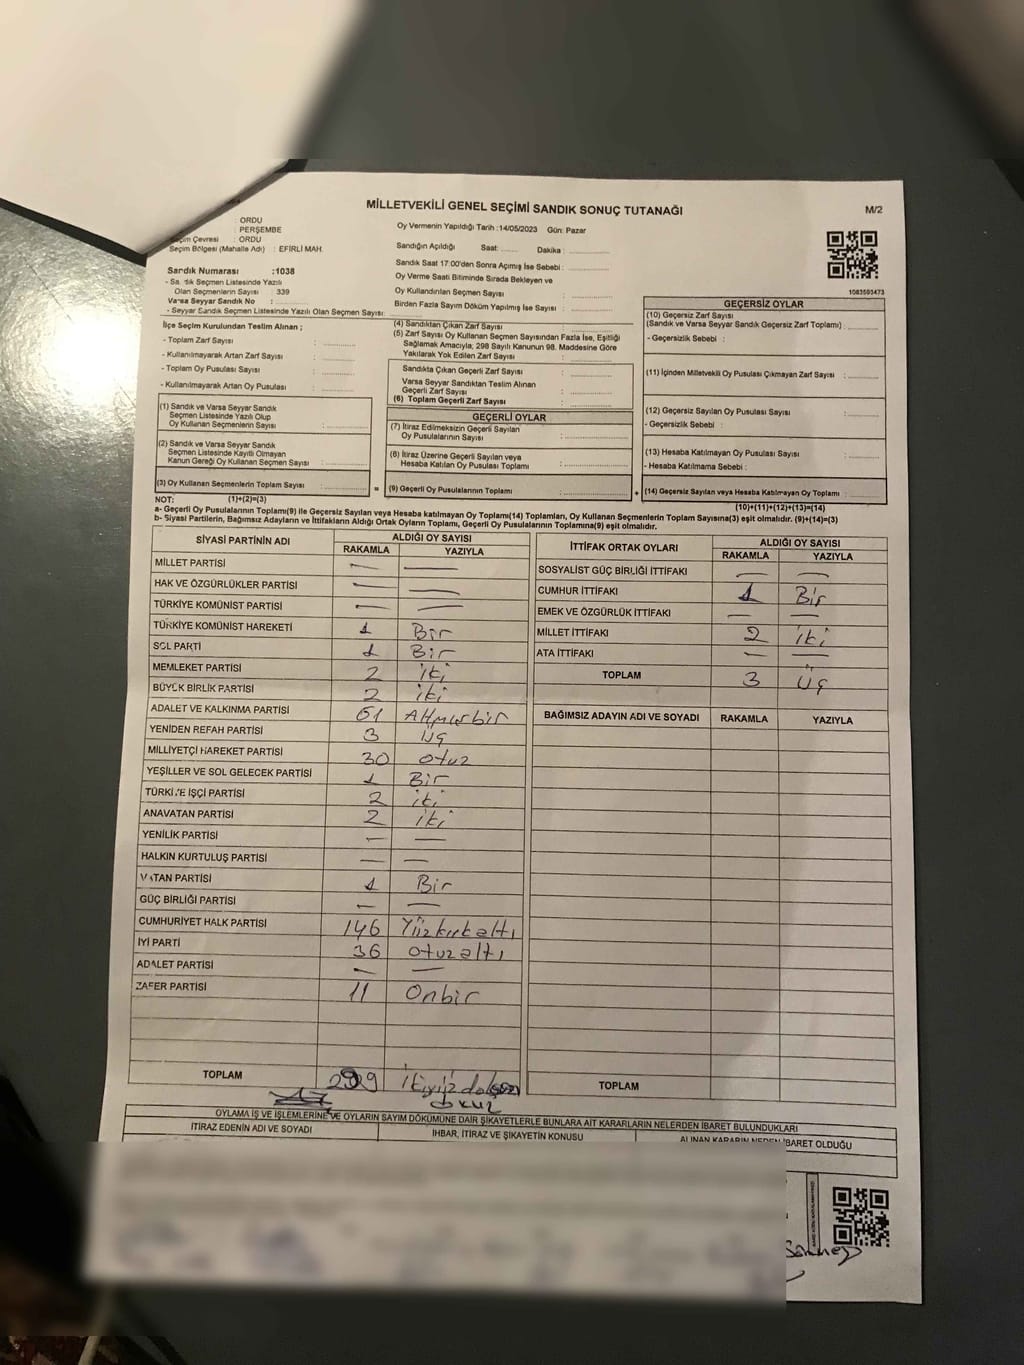 MİLLETVEKİLİ GENEL SEÇİMİ SANDIK SONUÇ TUTANAĞI
M/2
: ORDU
: PERŞEMBE
Seçim Çevresi : ORDU
Seçim Bölgesi (Mahalle Adı) : EFİRLİ MAH.
Oy Vermenin Yapıldığı Tarih :14/05/2023 Gün: Pazar
Sandığın Açıldığı Saat: ....... Dakika : ..............
Sandık Saat 17:00'den Sonra Açımış İse Sebebi : ..............
Oy Verme Saati Bitiminde Sırada Bekleyen ve
Oy Kullandırılan Seçmen Sayısı : ..............
Birden Fazla Sayım Döküm Yapılmış İse Sayısı : ..............
1083593473
Sandık Numarası :1038
- Sandık Seçmen Listesinde Yazılı
Olan Seçmenlerin Sayısı : 339
Varsa Seyyar Sandık No : ..............
- Seyyar Sandık Seçmen Listesinde Yazılı Olan Seçmen Sayısı: ..............
İlçe Seçim Kurulundan Teslim Alınan ;
- Toplam Zarf Sayısı : ..............
- Kullanılmayarak Artan Zarf Sayısı : ..............
- Toplam Oy Pusulası Sayısı : ..............
- Kullanılmayarak Artan Oy Pusulası : ..............
(4) Sandıktan Çıkan Zarf Sayısı : ..............
(5) Zarf Sayısı Oy Kullanan Seçmen Sayısından Fazla İse, Eşitliği
Sağlamak Amacıyla; 298 Sayılı Kanunun 98. Maddesine Göre
Yakılarak Yok Edilen Zarf Sayısı : ..............
Sandıkta Çıkan Geçerli Zarf Sayısı : ..............
Varsa Seyyar Sandıktan Teslim Alınan
Geçerli Zarf Sayısı : ..............
(6) Toplam Geçerli Zarf Sayısı : ..............
GEÇERSİZ OYLAR
(10) Geçersiz Zarf Sayısı
(Sandık ve Varsa Seyyar Sandık Geçersiz Zarf Toplamı) : ..............
- Geçersizlik Sebebi :
(11) İçinden Milletvekili Oy Pusulası Çıkmayan Zarf Sayısı : ..............
(12) Geçersiz Sayılan Oy Pusulası Sayısı : ..............
- Geçersizlik Sebebi :
(13) Hesaba Katılmayan Oy Pusulası Sayısı : ..............
- Hesaba Katılmama Sebebi :
(14) Geçersiz Sayılan veya Hesaba Katılmayan Oy Toplamı : ..............
(1) Sandık ve Varsa Seyyar Sandık
Seçmen Listesinde Yazılı Olup
Oy Kullanan Seçmenlerin Sayısı : ..............
(2) Sandık ve Varsa Seyyar Sandık
Seçmen Listesinde Kayıtlı Olmayan
Kanun Gereği Oy Kullanan Seçmen Sayısı : ..............
(3) Oy Kullanan Seçmenlerin Toplam Sayısı : ..............
=
GEÇERLİ OYLAR
(7) İtiraz Edilmeksizin Geçerli Sayılan
Oy Pusulalarının Sayısı : ..............
(8) İtiraz Üzerine Geçerli Sayılan veya
Hesaba Katılan Oy Pusulası Toplamı : ..............
(9) Geçerli Oy Pusulalarının Toplamı : ..............
+
NOT: (1)+(2)=(3)
(10)+(11)+(12)+(13)=(14)
a- Geçerli Oy Pusulalarının Toplamı(9) ile Geçersiz Sayılan veya Hesaba katılmayan Oy Toplamı(14) Toplamları, Oy Kullanan Seçmenlerin Toplam Sayısına(3) eşit olmalıdır. (9)+(14)=(3)
b- Siyasi Partilerin, Bağımsız Adayların ve İttifakların Aldığı Ortak Oyların Toplamı, Geçerli Oy Pusulalarının Toplamına(9) eşit olmalıdır.
SİYASİ PARTİNİN ADI ALDIĞI OY SAYISI
RAKAMLA YAZIYLA
MİLLET PARTİSİ — —
HAK VE ÖZGÜRLÜKLER PARTİSİ — —
TÜRKİYE KOMÜNİST PARTİSİ — —
TÜRKİYE KOMÜNİST HAREKETİ 1 Bir
SOL PARTİ 1 Bir
MEMLEKET PARTİSİ 2 iki
BÜYÜK BİRLİK PARTİSİ 2 iki
ADALET VE KALKINMA PARTİSİ 61 Altmışbir
YENİDEN REFAH PARTİSİ 3 üç
MİLLİYETÇİ HAREKET PARTİSİ 30 otuz
YEŞİLLER VE SOL GELECEK PARTİSİ 1 Bir
TÜRKİYE İŞÇİ PARTİSİ 2 iki
ANAVATAN PARTİSİ 2 iki
YENİLİK PARTİSİ — —
HALKIN KURTULUŞ PARTİSİ — —
VATAN PARTİSİ 1 Bir
GÜÇ BİRLİĞİ PARTİSİ — —
CUMHURİYET HALK PARTİSİ 146 Yüzkırkaltı
İYİ PARTİ 36 otuzaltı
ADALET PARTİSİ — —
ZAFER PARTİSİ 11 Onbir
TOPLAM 299 ikiyüzdoksan
dkuz
İTTİFAK ORTAK OYLARI ALDIĞI OY SAYISI
RAKAMLA YAZIYLA
SOSYALİST GÜÇ BİRLİĞİ İTTİFAKI — —
CUMHUR İTTİFAKI 1 Bir
EMEK VE ÖZGÜRLÜK İTTİFAKI — —
MİLLET İTTİFAKI 2 iki
ATA İTTİFAKI — —
TOPLAM 3 üç
BAĞIMSIZ ADAYIN ADI VE SOYADI RAKAMLA YAZIYLA
TOPLAM
OYLAMA İŞ VE İŞLEMLERİNE VE OYLARIN SAYIM DÖKÜMÜNE DAİR ŞİKAYETLERLE BUNLARA AİT KARARLARIN NELERDEN İBARET BULUNDUKLARI
İTİRAZ EDENİN ADI VE SOYADI İHBAR, İTİRAZ VE ŞİKAYETİN KONUSU ALINAN KARARIN NEDEN İBARET OLDUĞU